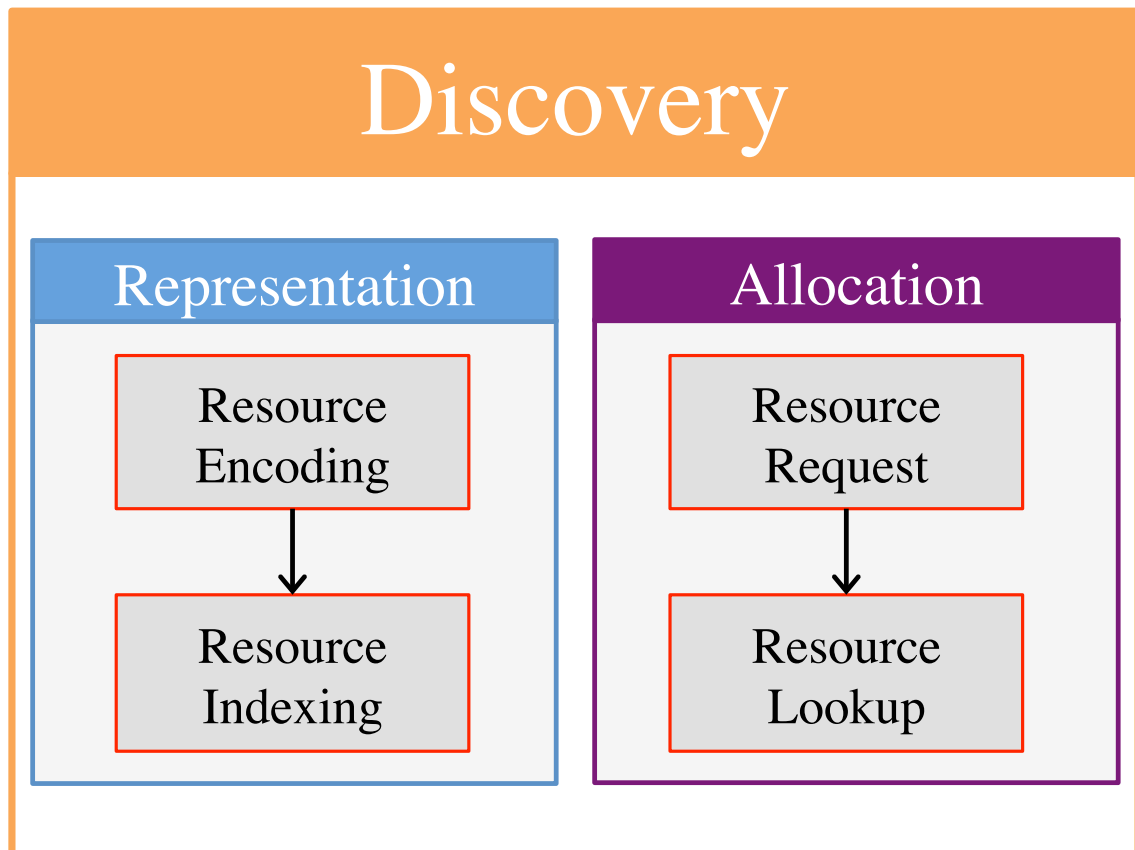 Discovery
Representation
Resource
Encoding
Resource
Indexing
Allocation
Resource
Request
Resource
Lookup